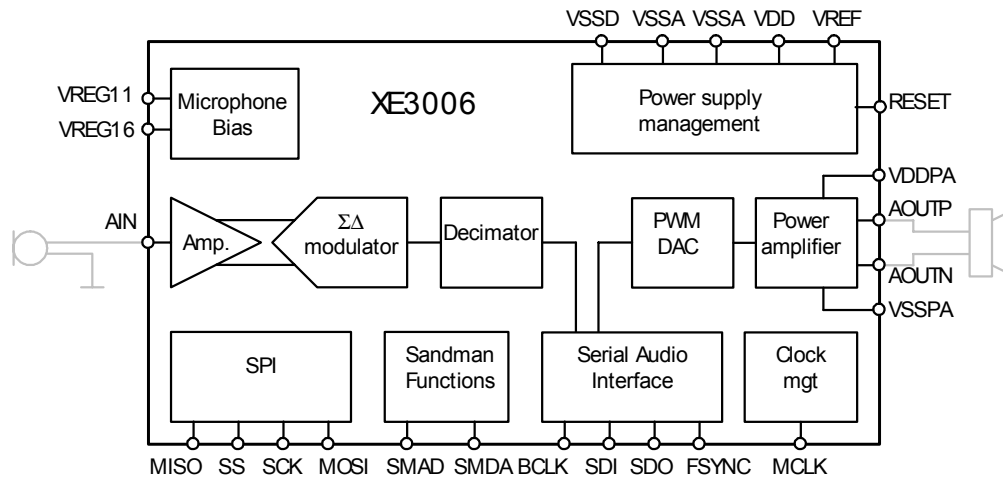 VSSD VSSA VSSA VDD VREF
XE3006
VREG11
VREG16
Microphone
Bias
Power supply
management
RESET
VDDPA
AIN
Amp.
ΣΔ
modulator
Decimator
PWM
DAC
Power
amplifier
AOUTP
AOUTN
VSSPA
SPI
Sandman
Functions
Serial Audio
Interface
Clock
mgt
MISO SS SCK MOSI SMAD SMDA BCLK SDI SDO FSYNC MCLK